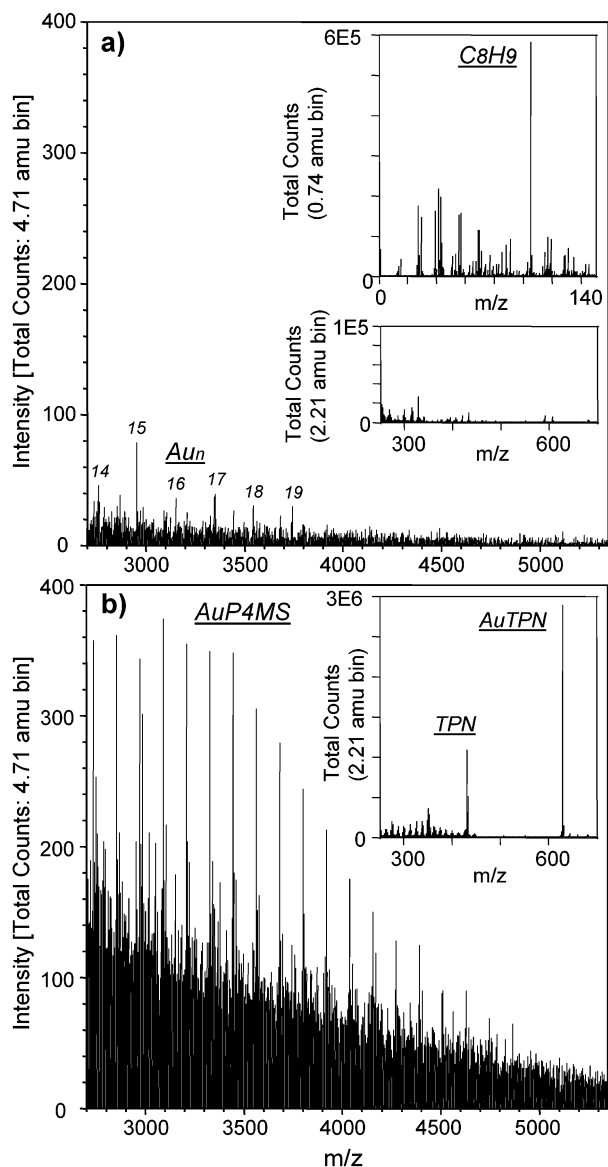 400
a)
6E5
C8H9
Total Counts
(0.74 amu bin)
0
0
140
m/z
300
1E5
Total Counts
(2.21 amu bin)
0
300
600
m/z
200
Intensity [Total Counts: 4.71 amu bin]
100
15
Aun
14
16
17
18
19
0
3000
3500
4000
4500
5000
400
b)
AuP4MS
3E6
AuTPN
TPN
Total Counts
(2.21 amu bin)
0
300
600
m/z
300
200
Intensity [Total Counts: 4.71 amu bin]
100
0
3000
3500
4000
4500
5000
m/z